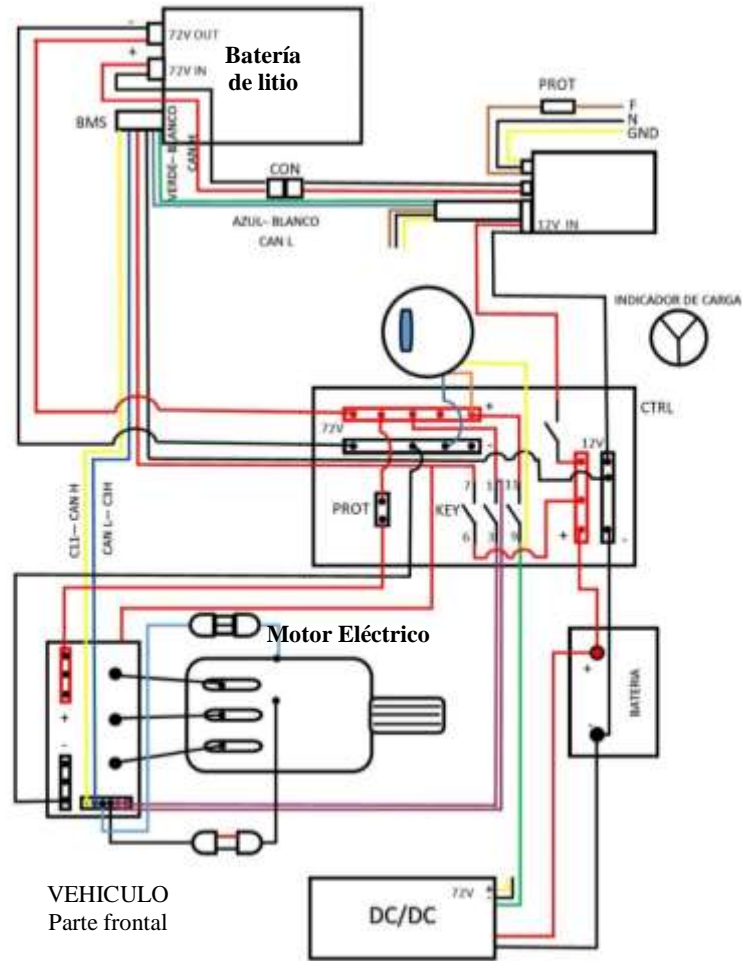 -
72V OUT
+
72V IN
Batería
de litio
BMS
VERDE-BLANCO
CAN H
CON
AZUL- BLANCO
CAN L
PROT
F
N
GND
12V IN
INDICADOR DE CARGA
CTRL
+
72V
-
12V
7 1 11
KEY
6 3 9
PROT
+
-
C11- CAN H
CAN L- C3H
Motor Eléctrico
+
-
+
-
BATERIA
VEHICULO
Parte frontal
DC/DC
72V
+
-